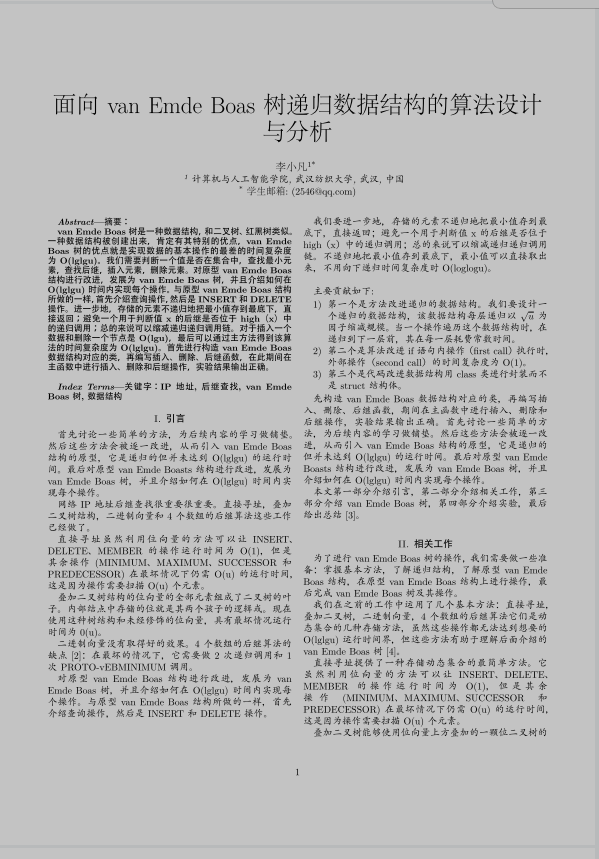 面向 van Emde Boas 树递归数据结构的算法设计
与分析
李小凡¹*
¹ 计算机与人工智能学院, 武汉纺织大学, 武汉, 中国
* 学生邮箱: (2546@qq.com)
Abstract—摘要：
van Emde Boas 树是一种数据结构, 和二叉树、红黑树类似。
一种数据结构被创建出来，肯定有其特别的优点，van Emde
Boas 树的优点就是实现数据的基本操作的最差的时间复杂度
为 O(lglgu)。我们需要判断一个值是否在集合中，查找最小元
素，查找后继，插入元素，删除元素。对原型 van Emde Boas
结构进行改进，发展为 van Emde Boas 树，并且介绍如何在
O(lglgu) 时间内实现每个操作，与原型 van Emde Boas 结构
所做的一样, 首先介绍查询操作, 然后是 INSERT 和 DELETE
操作。进一步地，存储的元素不递归地把最小值存到最底下，直
接返回；避免一个用于判断值 x 的后继是否位于 high（x）中
的递归调用；总的来说可以缩减递归递归调用链。对于插入一个
数据和删除一个节点是 O(lgu)，最后可以通过主方法得到该算
法的时间复杂度为 O(lglgu)。首先进行构造 van Emde Boas
数据结构对应的类，再编写插入、删除、后继函数，在此期间在
主函数中进行插入、删除和后继操作，实验结果输出正确。
Index Terms—关键字：IP 地址, 后继查找, van Emde
Boas 树, 数据结构
I. 引言
首先讨论一些简单的方法，为后续内容的学习做铺垫。
然后这些方法会被逐一改进，从而引入 van Emde Boas
结构的原型，它是递归的但并未达到 O(lglgu) 的运行时
间。最后对原型 van Emde Boasts 结构进行改进，发展为
van Emde Boas 树，并且介绍如何在 O(lglgu) 时间内实
现每个操作。
网络 IP 地址后继查找很重要很重要。直接寻址，叠加
二叉树结构，二进制向量和 4 个数组的后继算法这些工作
已经做了。
直接寻址虽然利用位向量的方法可以让 INSERT、
DELETE、MEMBER 的操作运行时间为 O(1)，但是
其余操作 (MINIMUM、MAXIMUM、SUCCESSOR 和
PREDECESSOR) 在最坏情况下仍需 O(u) 的运行时间,
这是因为操作需要扫描 O(u) 个元素。
叠加二叉树结构的位向量的全部元素组成了二叉树的叶
子。内部结点中存储的位就是其两个孩子的逻辑或。现在
使用这种树结构和未经修饰的位向量，具有最坏情况运行
时间为 0(u)。
二进制向量没有取得好的效果。4 个数组的后继算法的
缺点 [2]：在最坏的情况下，它需要做 2 次递归调用和 1
次 PROTO-vEBMINIMUM 调用。
对原型 van Emde Boas 结构进行改进，发展为 van
Emde Boas 树，并且介绍如何在 O(lglgu) 时间内实现每
个操作。与原型 van Emde Boas 结构所做的一样，首先
介绍查询操作，然后是 INSERT 和 DELETE 操作。
我们要进一步地，存储的元素不递归地把最小值存到最
底下，直接返回；避免一个用于判断值 x 的后继是否位于
high（x）中的递归调用；总的来说可以缩减递归递归调用
链。不递归地把最小值存到最底下，最小值可以直接取出
来，不用向下递归时间复杂度时 O(loglogu)。
主要贡献如下:
1) 第一个是方法改进递归的数据结构。我们要设计一
个递归的数据结构，该数据结构每层递归以 √u 为
因子缩减规模。当一个操作遍历这个数据结构时，在
递归到下一层前，其在每一层耗费常数时间。
2) 第二个是算法改进 if 语句内操作（first call）执行时,
外部操作（second call）的时间复杂度为 O(1)。
3) 第三个是代码改进数据结构用 class 类进行封装而不
是 struct 结构体。
先构造 van Emde Boas 数据结构对应的类，再编写插
入、删除、后继函数，期间在主函数中进行插入、删除和
后继操作，实验结果输出正确。首先讨论一些简单的方
法，为后续内容的学习做铺垫。然后这些方法会被逐一改
进，从而引入 van Emde Boas 结构的原型，它是递归的
但并未达到 O(lglgu) 的运行时间。最后对原型 van Emde
Boasts 结构进行改进，发展为 van Emde Boas 树，并且
介绍如何在 O(lglgu) 时间内实现每个操作。
本文第一部分介绍引言，第二部分介绍相关工作，第三
部分介绍 van Emde Boas 树，第四部分介绍实验，最后
给出总结 [3]。
II. 相关工作
为了进行 van Emde Boas 树的操作，我们需要做一些准
备：掌握基本方法，了解递归结构，了解原型 van Emde
Boas 结构，在原型 van Emde Boas 结构上进行操作，最
后完成 van Emde Boas 树及其操作。
我们在之前的工作中运用了几个基本方法：直接寻址,
叠加二叉树，二进制向量，4 个数组的后继算法它们是动
态集合的几种存储方法，虽然这些操作都无法达到想要的
O(lglgu) 运行时间界，但这些方法有助于理解后面介绍的
van Emde Boas 树 [4]。
直接寻址提供了一种存储动态集合的最简单方法。它
虽然利用位向量的方法可以让 INSERT、DELETE、
MEMBER 的操作运行时间为 O(1)，但是其余
操作 (MINIMUM、MAXIMUM、SUCCESSOR 和
PREDECESSOR) 在最坏情况下仍需 O(u) 的运行时间,
这是因为操作需要扫描 O(u) 个元素。
叠加二叉树能够使用位向量上方叠加的一颗位二叉树的
1